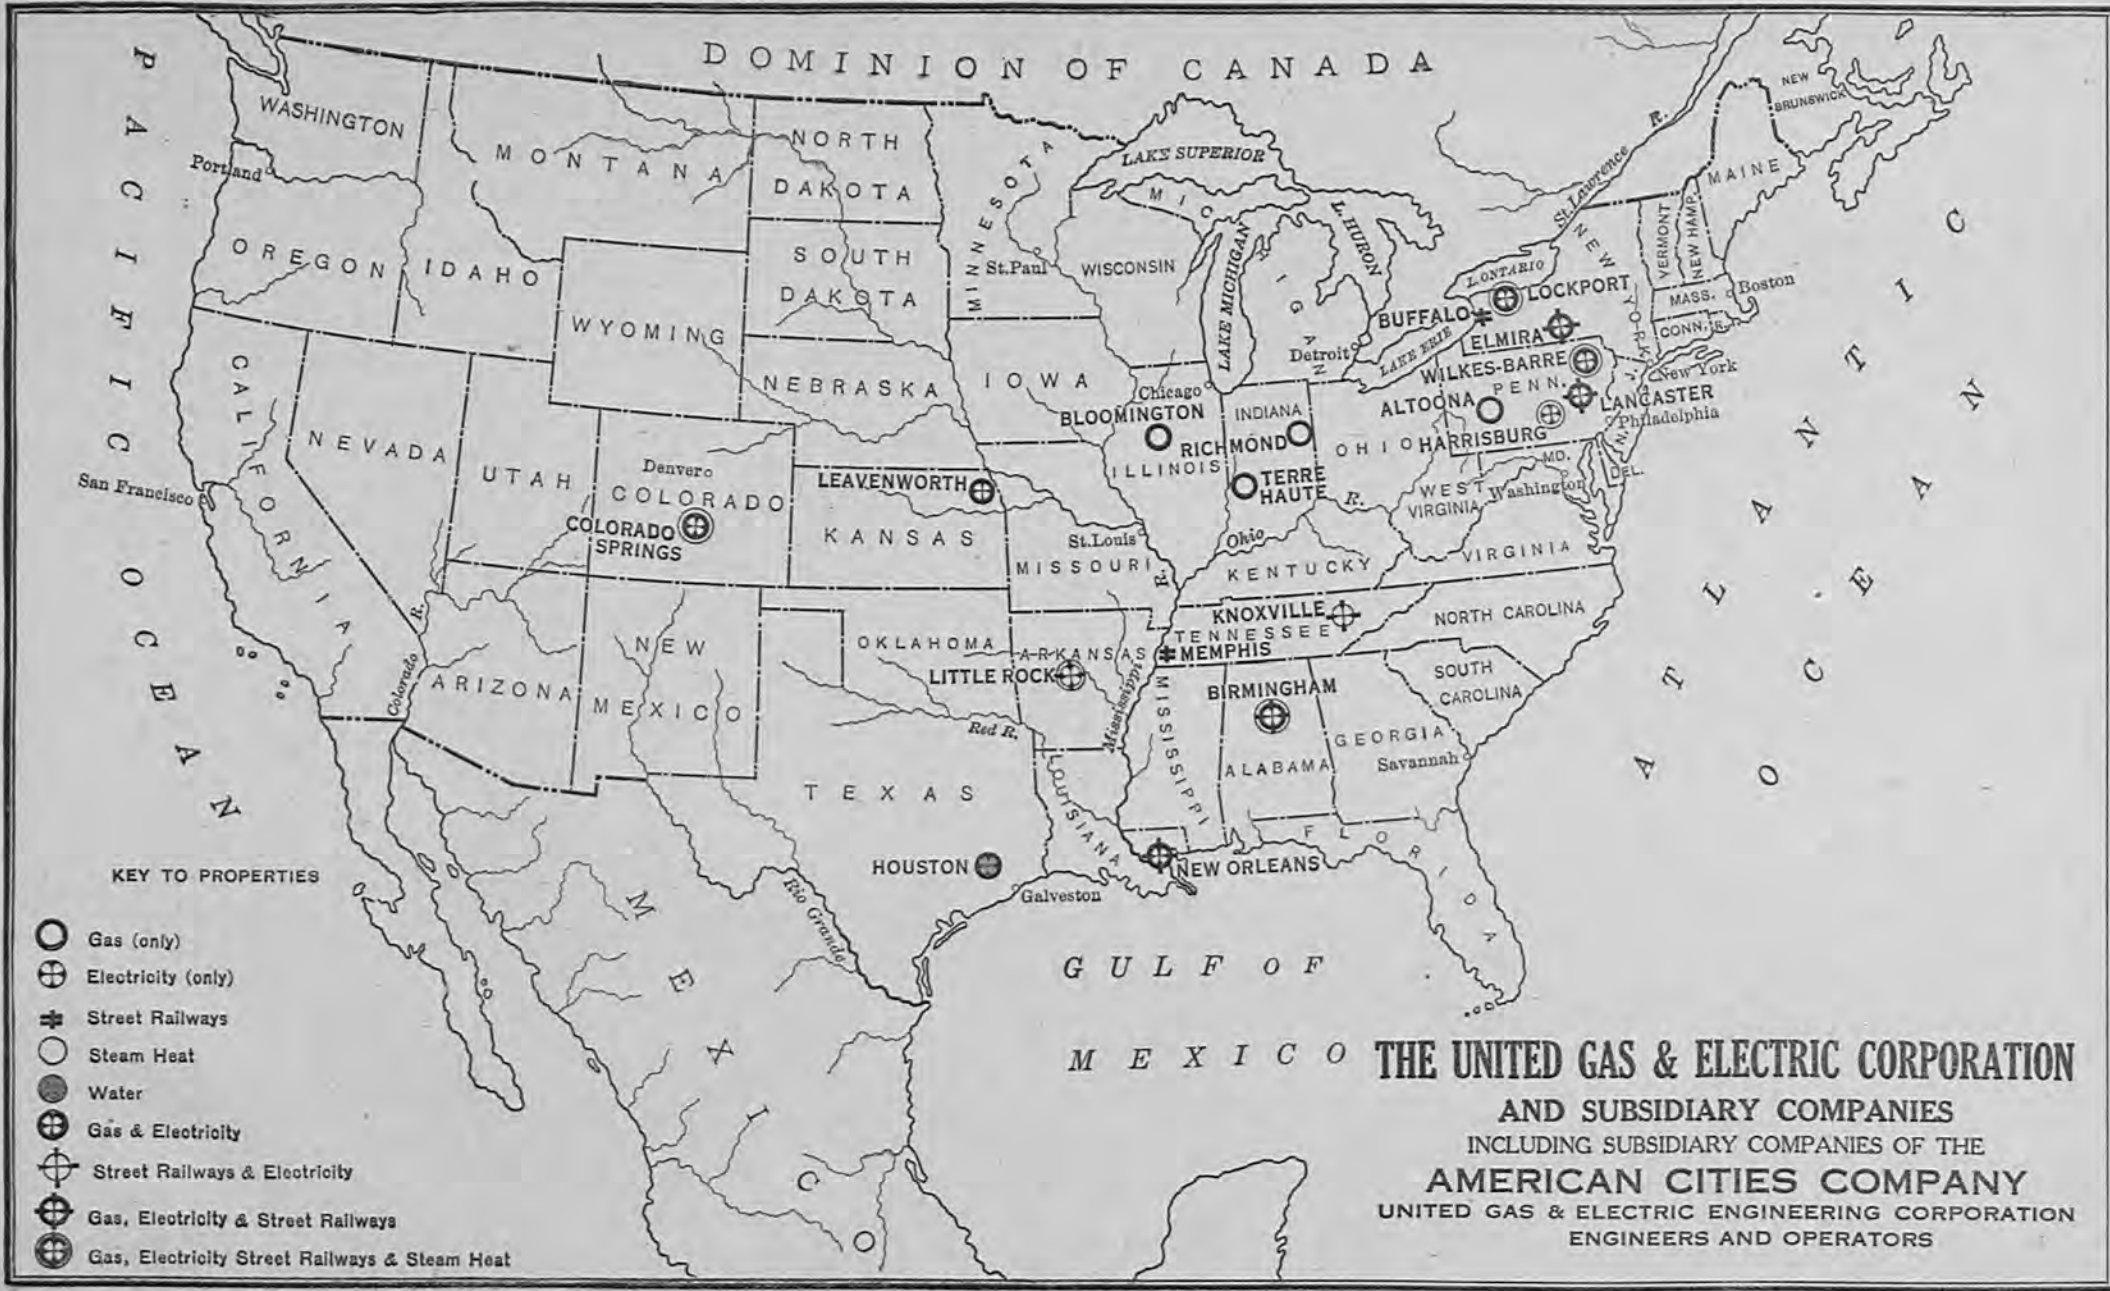 DOMINION OF CANADA
PACIFIC OCEAN
ATLANTIC OCEAN
GULF OF
MEXICO
MEXICO
NEW
BRUNSWICK
WASHINGTON
Portland
OREGON
IDAHO
MONTANA
NORTH
DAKOTA
SOUTH
DAKOTA
MINNESOTA
St. Paul
WISCONSIN
LAKE SUPERIOR
MICHIGAN
LAKE MICHIGAN
L. HURON
L. ONTARIO
LAKE ERIE
St. Lawrence R.
MAINE
VERMONT
NEW HAMP.
MASS.
Boston
CONN.
R.I.
NEW YORK
LOCKPORT
BUFFALO
ELMIRA
WILKES-BARRE
New York
PENN.
ALTOONA
LANCASTER
Philadelphia
HARRISBURG
N.J.
MD.
DEL.
Washington
Detroit
WYOMING
NEBRASKA
IOWA
Chicago
BLOOMINGTON
INDIANA
RICHMOND
ILLINOIS
TERRE
HAUTE
OHIO
Ohio R.
WEST
VIRGINIA
VIRGINIA
CALIFORNIA
San Francisco
NEVADA
UTAH
Denver
COLORADO
COLORADO
SPRINGS
LEAVENWORTH
KANSAS
St. Louis
MISSOURI
KENTUCKY
KNOXVILLE
TENNESSEE
MEMPHIS
NORTH CAROLINA
SOUTH
CAROLINA
Colorado R.
ARIZONA
NEW
MEXICO
OKLAHOMA
ARKANSAS
LITTLE ROCK
Mississippi R.
MISSISSIPPI
BIRMINGHAM
ALABAMA
GEORGIA
Savannah
Red R.
TEXAS
LOUISIANA
HOUSTON
Galveston
NEW ORLEANS
FLORIDA
Rio Grande
KEY TO PROPERTIES
Gas (only)
Electricity (only)
Street Railways
Steam Heat
Water
Gas & Electricity
Street Railways & Electricity
Gas, Electricity & Street Railways
Gas, Electricity Street Railways & Steam Heat
THE UNITED GAS & ELECTRIC CORPORATION
AND SUBSIDIARY COMPANIES
INCLUDING SUBSIDIARY COMPANIES OF THE
AMERICAN CITIES COMPANY
UNITED GAS & ELECTRIC ENGINEERING CORPORATION
ENGINEERS AND OPERATORS